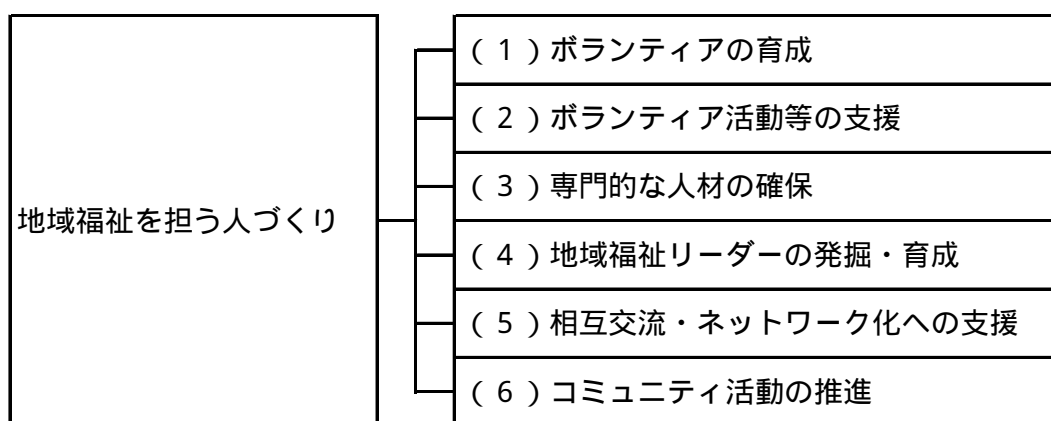 地域福祉を担う人づくり
(1)ボランティアの育成
(2)ボランティア活動等の支援
(3)専門的な人材の確保
(4)地域福祉リーダーの発掘・育成
(5)相互交流・ネットワーク化への支援
(6)コミュニティ活動の推進